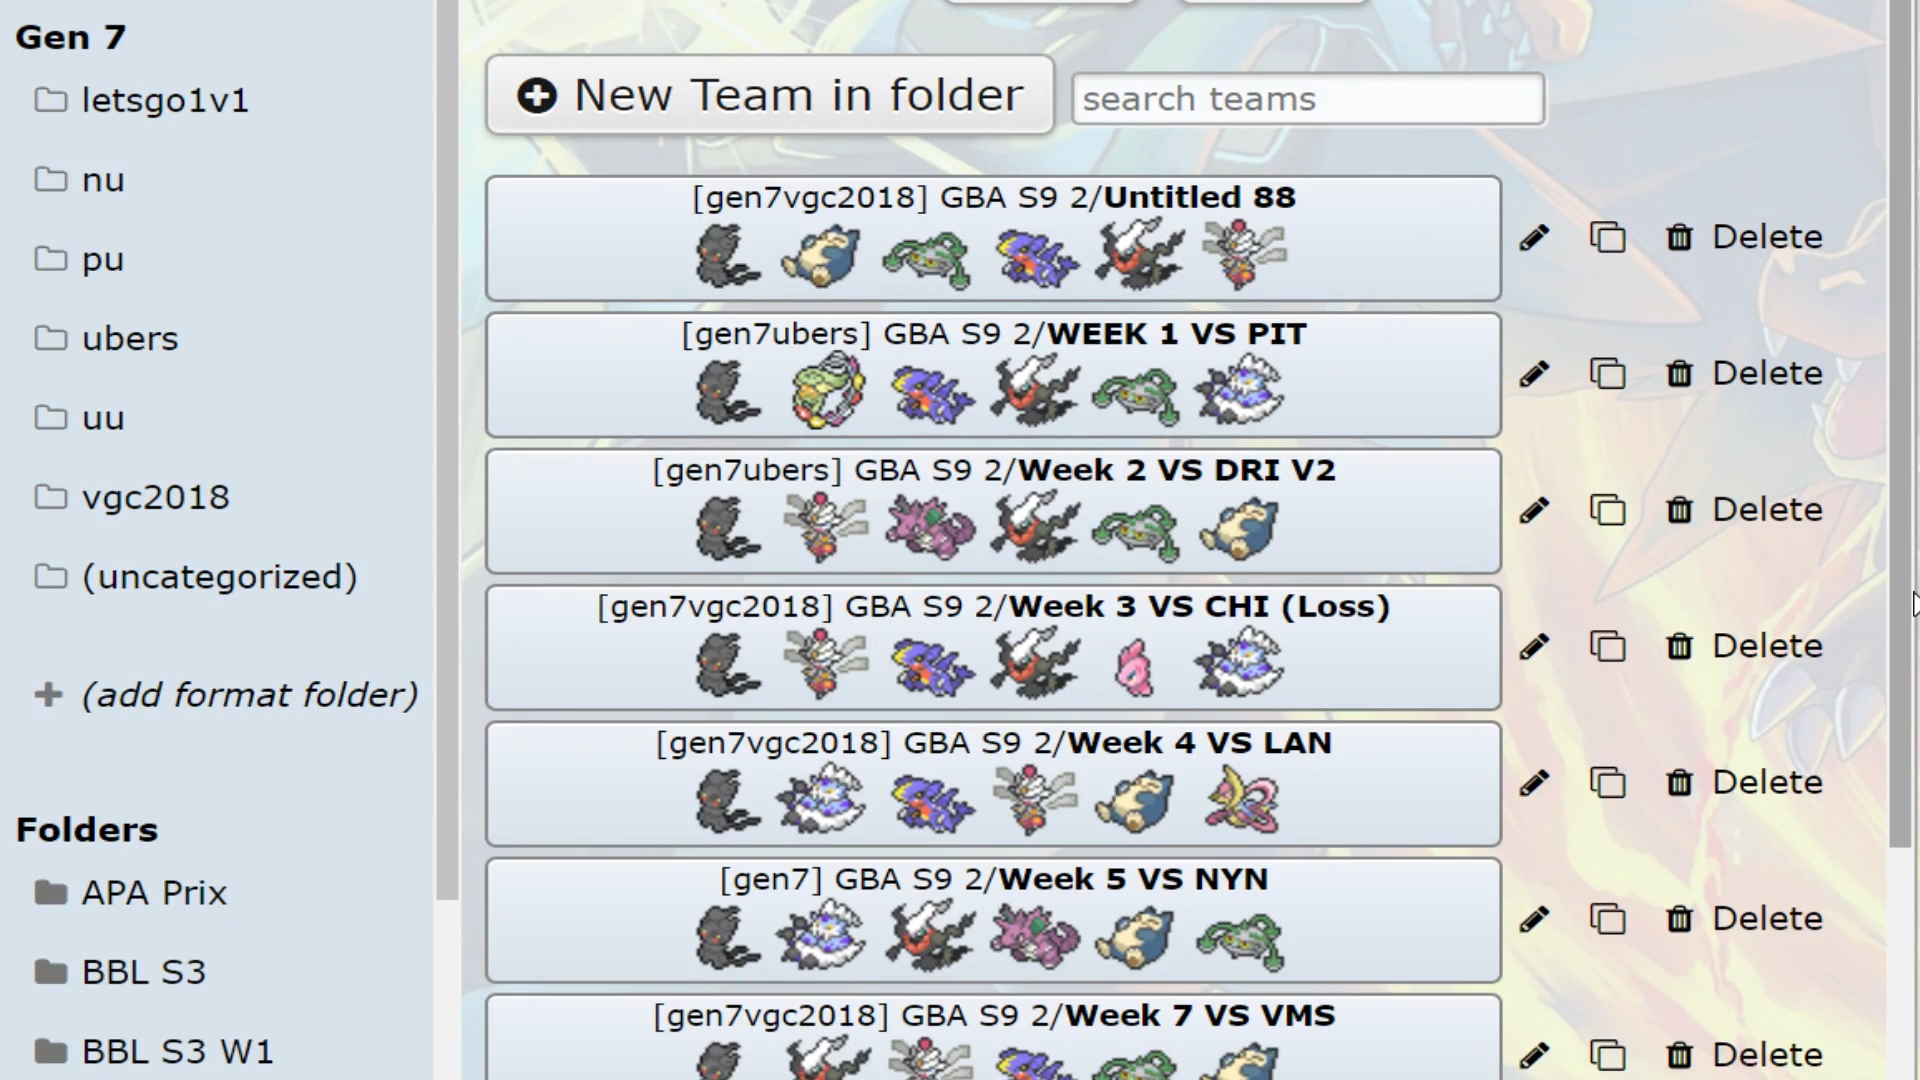 Gen 7
letsgo1v1
nu
pu
ubers
uu
vgc2018
(uncategorized)
(add format folder)
Folders
APA Prix
BBL S3
BBL S3 W1
New Team in folder
search teams
[gen7vgc2018] GBA S9 2/Untitled 88
Delete
[gen7ubers] GBA S9 2/WEEK 1 VS PIT
Delete
[gen7ubers] GBA S9 2/Week 2 VS DRI V2
Delete
[gen7vgc2018] GBA S9 2/Week 3 VS CHI (Loss)
Delete
[gen7vgc2018] GBA S9 2/Week 4 VS LAN
Delete
[gen7] GBA S9 2/Week 5 VS NYN
Delete
[gen7vgc2018] GBA S9 2/Week 7 VS VMS
Delete